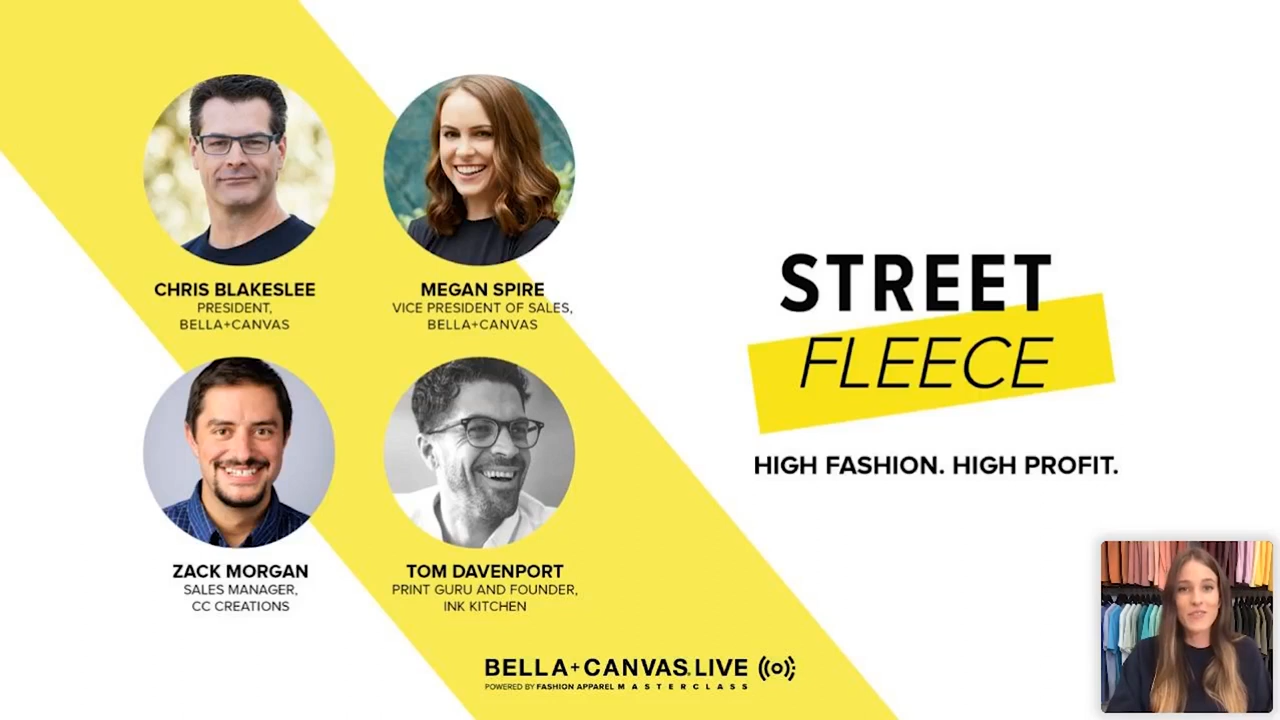 CHRIS BLAKESLEE
PRESIDENT,
BELLA+CANVAS
MEGAN SPIRE
VICE PRESIDENT OF SALES,
BELLA+CANVAS
ZACK MORGAN
SALES MANAGER,
CC CREATIONS
TOM DAVENPORT
PRINT GURU AND FOUNDER,
INK KITCHEN
STREET
FLEECE
HIGH FASHION. HIGH PROFIT.
BELLA+CANVAS.LIVE
POWERED BY FASHION APPAREL MASTERCLASS